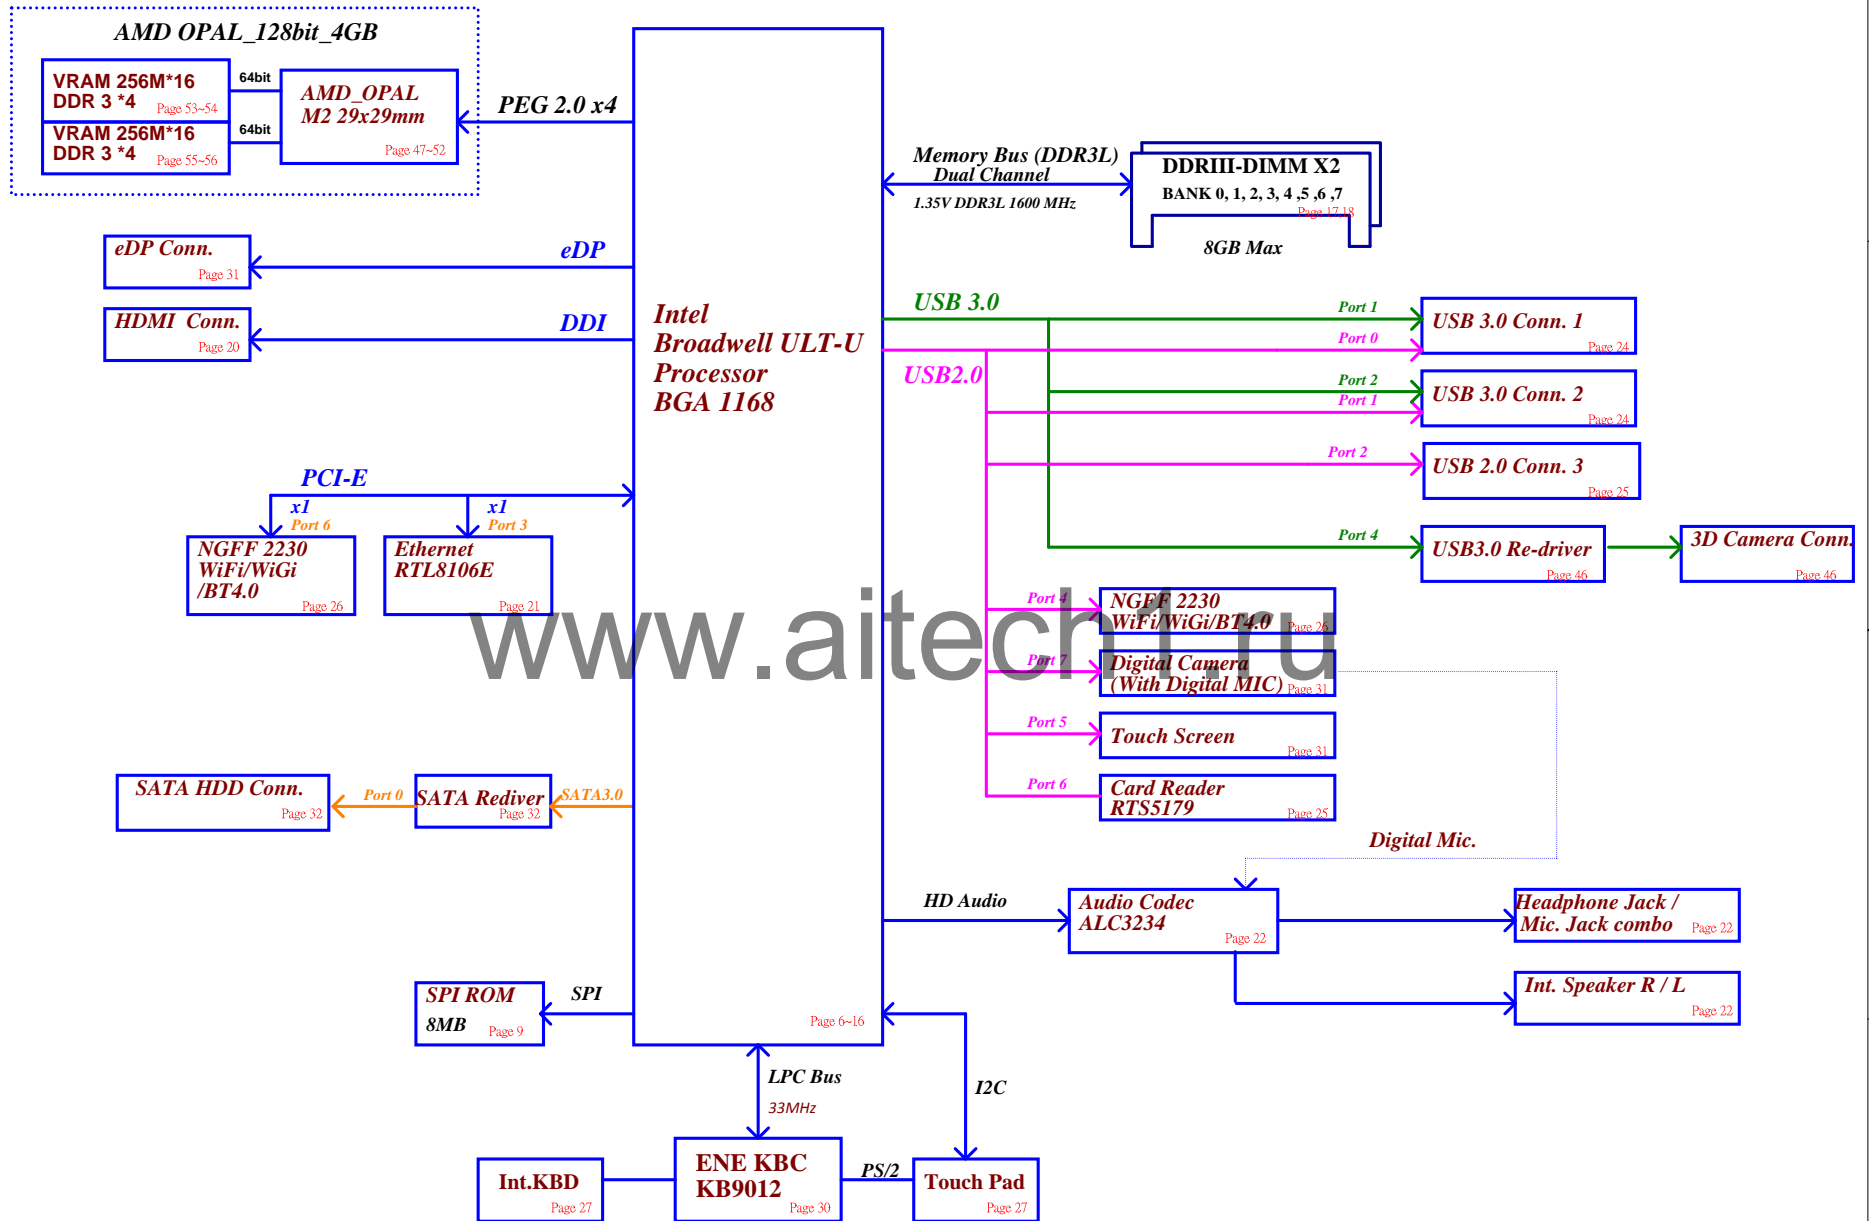 AMD OPAL_128bit_4GB
VRAM 256M*16
DDR 3 *4
Page 53~54
64bit
VRAM 256M*16
DDR 3 *4
Page 55~56
64bit
AMD_OPAL
M2 29x29mm
Page 47~52
PEG 2.0 x4
Memory Bus (DDR3L)
Dual Channel
1.35V DDR3L 1600 MHz
DDRIII-DIMM X2
BANK 0, 1, 2, 3, 4 ,5 ,6 ,7
Page 17,18
8GB Max
eDP Conn.
Page 31
eDP
HDMI Conn.
Page 20
DDI
Intel
Broadwell ULT-U
Processor
BGA 1168
Page 6~16
USB 3.0
USB2.0
Port 1
Port 0
USB 3.0 Conn. 1
Page 24
Port 2
Port 1
USB 3.0 Conn. 2
Page 24
Port 2
USB 2.0 Conn. 3
Page 25
Port 4
USB3.0 Re-driver
Page 46
3D Camera Conn.
Page 46
PCI-E
x1
Port 6
x1
Port 3
NGFF 2230
WiFi/WiGi
/BT4.0
Page 26
Ethernet
RTL8106E
Page 21
www.aitech1.ru
Port 4
NGFF 2230
WiFi/WiGi/BT4.0
Page 26
Port 7
Digital Camera
(With Digital MIC)
Page 31
Port 5
Touch Screen
Page 31
Port 6
Card Reader
RTS5179
Page 25
SATA HDD Conn.
Page 32
Port 0
SATA Rediver
Page 32
SATA3.0
Digital Mic.
HD Audio
Audio Codec
ALC3234
Page 22
Headphone Jack /
Mic. Jack combo
Page 22
Int. Speaker R / L
Page 22
SPI ROM
8MB
Page 9
SPI
LPC Bus
33MHz
I2C
Int.KBD
Page 27
ENE KBC
KB9012
Page 30
PS/2
Touch Pad
Page 27